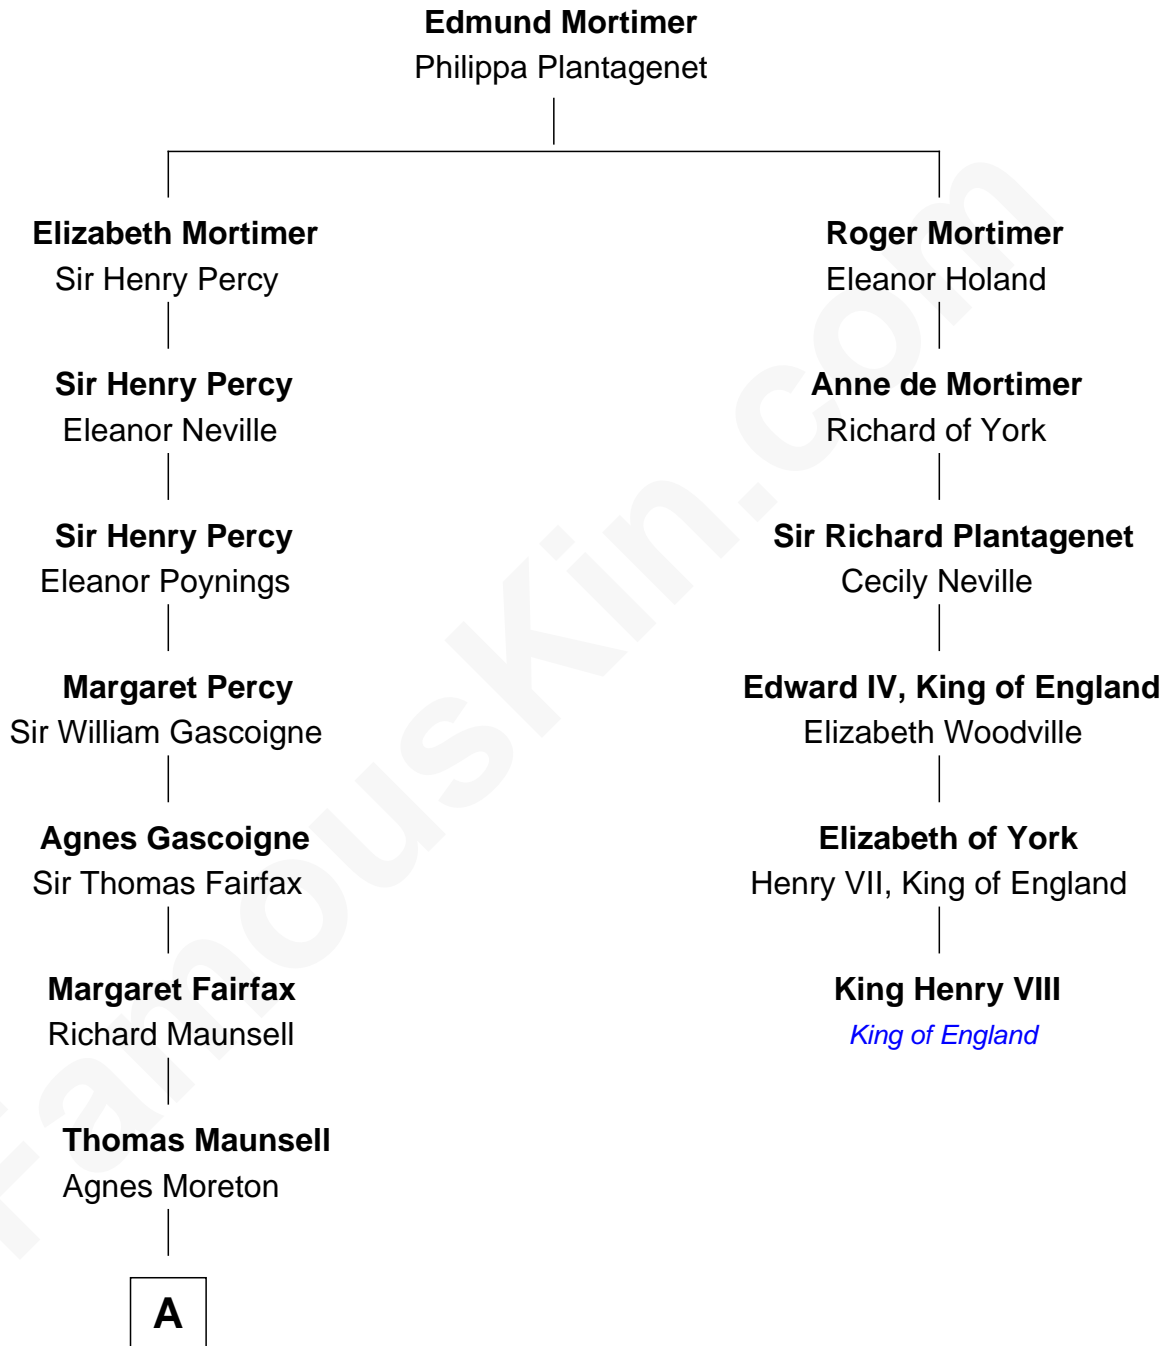 Edmund Mortimer
Philippa Plantagenet
Elizabeth Mortimer
Sir Henry Percy
Roger Mortimer
Eleanor Holand
Sir Henry Percy
Eleanor Neville
Anne de Mortimer
Richard of York
Sir Henry Percy
Eleanor Poynings
Sir Richard Plantagenet
Cecily Neville
Margaret Percy
Sir William Gascoigne
Edward IV, King of England
Elizabeth Woodville
Agnes Gascoigne
Sir Thomas Fairfax
Elizabeth of York
Henry VII, King of England
Margaret Fairfax
Richard Maunsell
King Henry VIII
King of England
Thomas Maunsell
Agnes Moreton
A
FamousKin.com